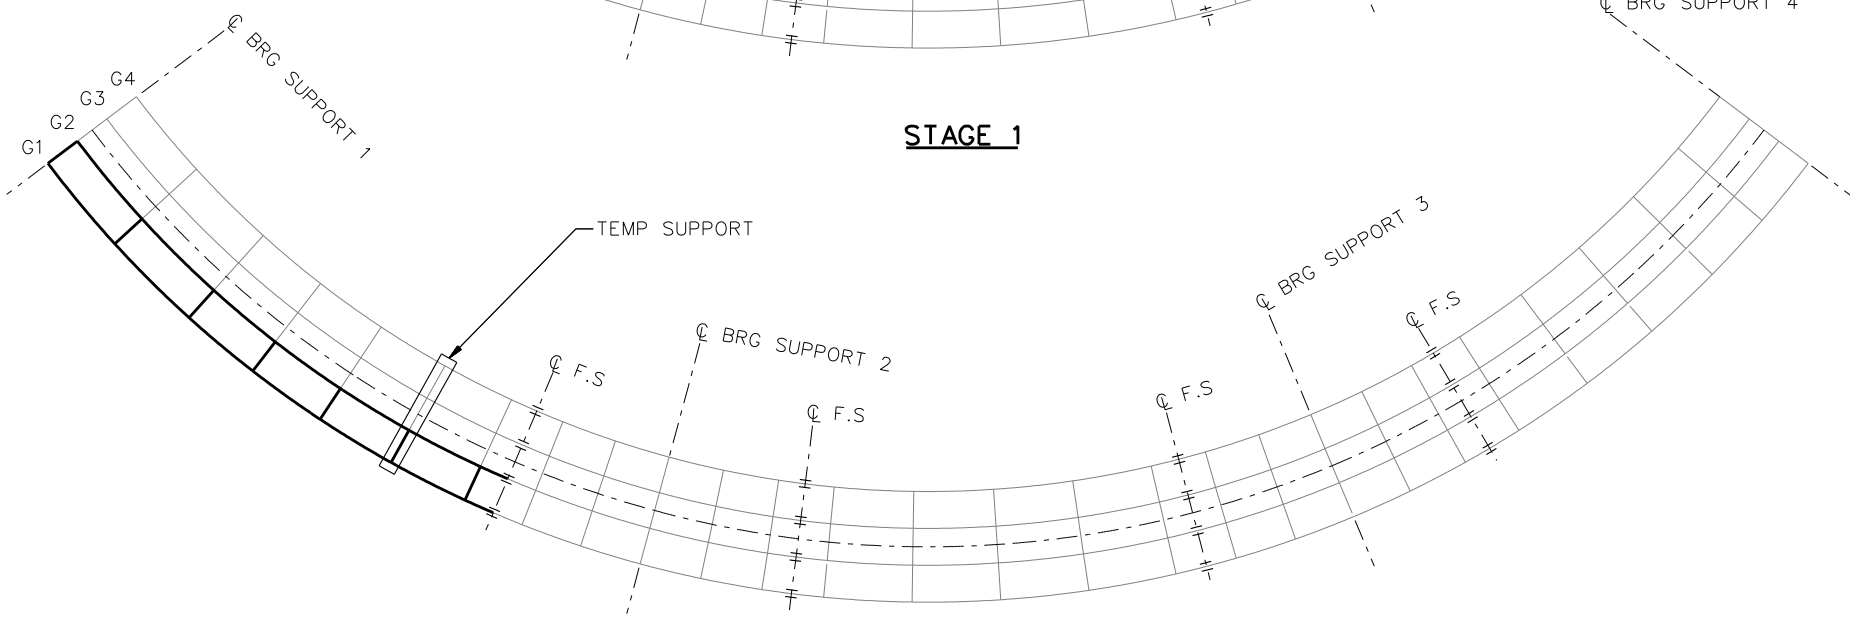 ℄ BRG SUPPORT 4
℄ BRG SUPPORT 1
G4
G3
G2
G1
STAGE 1
TEMP SUPPORT
℄ BRG SUPPORT 3
℄ F.S
℄ BRG SUPPORT 2
℄ F.S
℄ F.S
℄ F.S